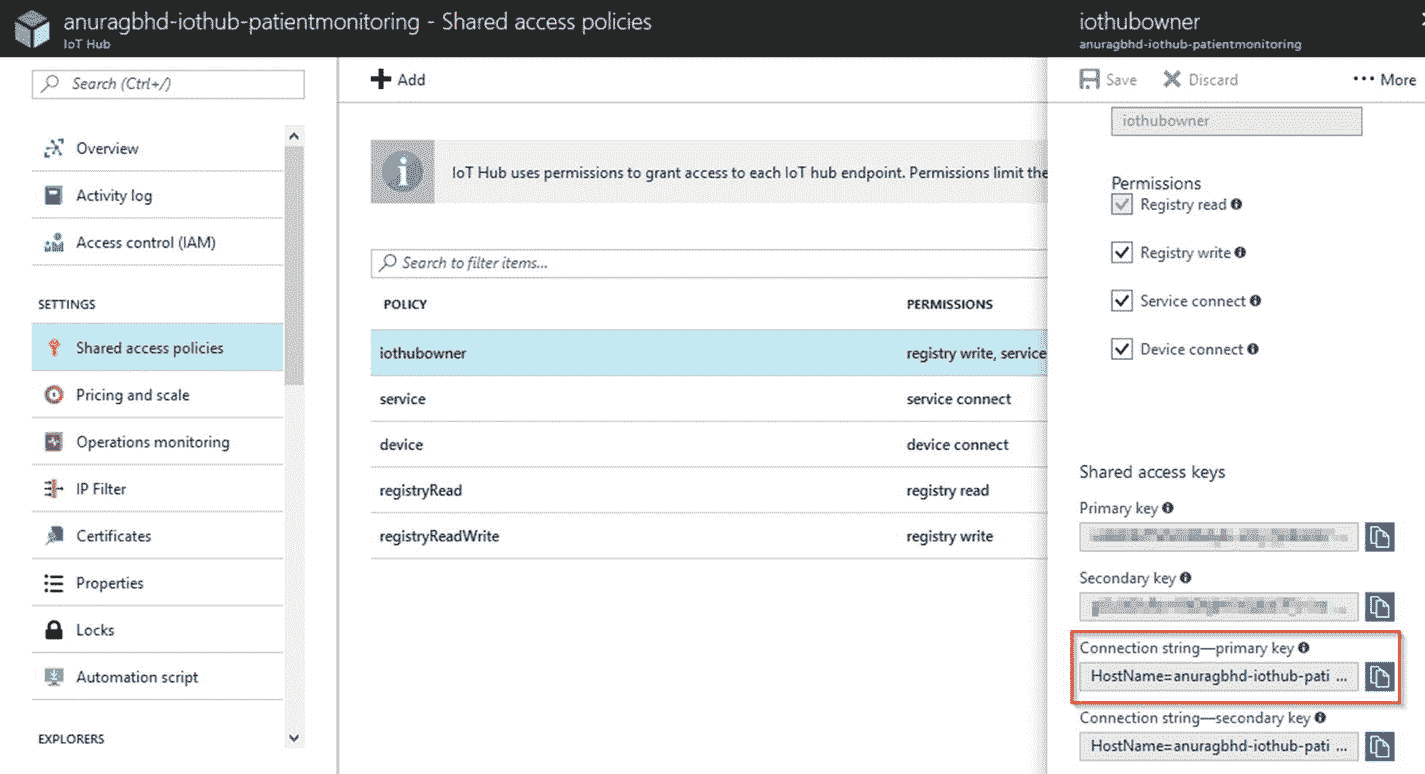 anuragbhd-iothub-patientmonitoring - Shared access policies
IoT Hub
Search (Ctrl+/)
Overview
Activity log
Access control (IAM)
SETTINGS
Shared access policies
Pricing and scale
Operations monitoring
IP Filter
Certificates
Properties
Locks
Automation script
EXPLORERS
Add
IoT Hub uses permissions to grant access to each IoT hub endpoint. Permissions limit the
Search to filter items...
POLICY PERMISSIONS
iothubowner registry write, service
service service connect
device device connect
registryRead registry read
registryReadWrite registry write
iothubowner
anuragbhd-iothub-patientmonitoring
Save Discard ••• More
iothubowner
Permissions
Registry read
Registry write
Service connect
Device connect
Shared access keys
Primary key
Secondary key
Connection string—primary key
HostName=anuragbhd-iothub-pati ...
Connection string—secondary key
HostName=anuragbhd-iothub-pati ...